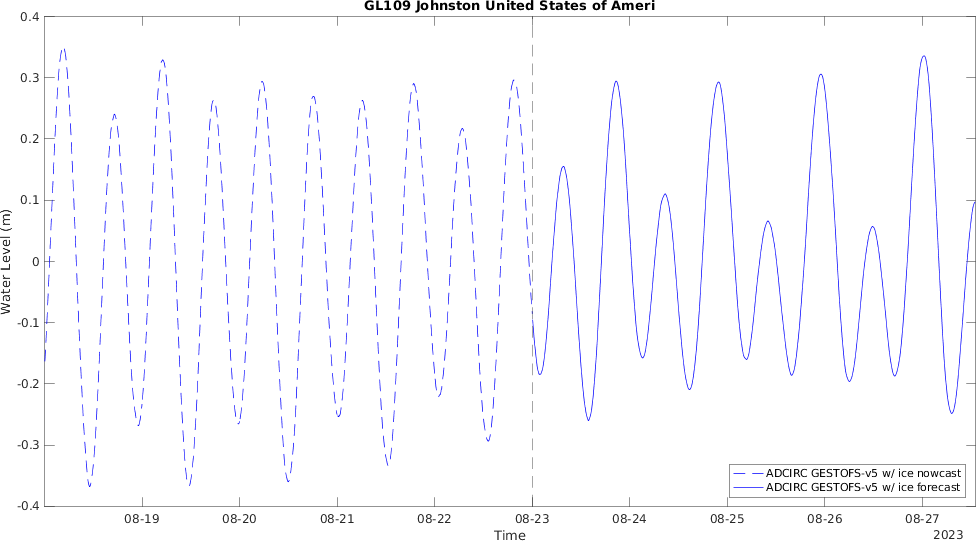 GL109 Johnston United States of Ameri
0.4
0.3
0.2
0.1
0
-0.1
-0.2
-0.3
-0.4
Water Level (m)
ADCIRC GESTOFS-v5 w/ ice nowcast
ADCIRC GESTOFS-v5 w/ ice forecast
08-19 08-20 08-21 08-22 08-23 08-24 08-25 08-26 08-27
Time
2023